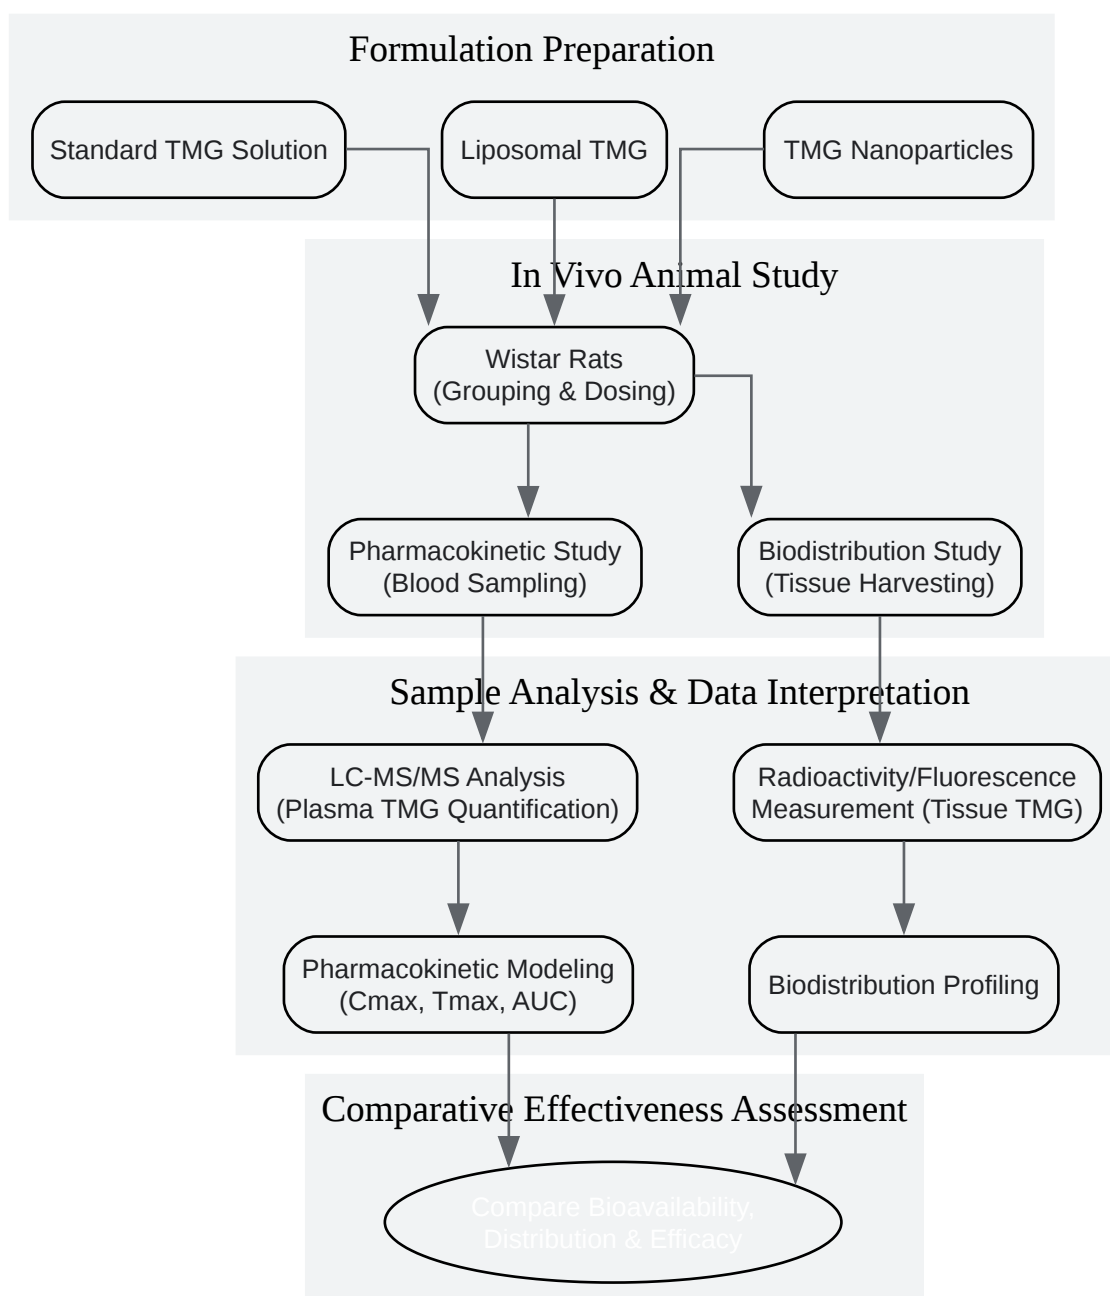 Formulation Preparation
Standard TMG Solution
Liposomal TMG
TMG Nanoparticles
In Vivo Animal Study
Wistar Rats
(Grouping & Dosing)
Pharmacokinetic Study
(Blood Sampling)
Biodistribution Study
(Tissue Harvesting)
Sample Analysis & Data Interpretation
LC-MS/MS Analysis
(Plasma TMG Quantification)
Radioactivity/Fluorescence
Measurement (Tissue TMG)
Pharmacokinetic Modeling
(Cmax, Tmax, AUC)
Biodistribution Profiling
Comparative Effectiveness Assessment
Compare Bioavailability,
Distribution & Efficacy